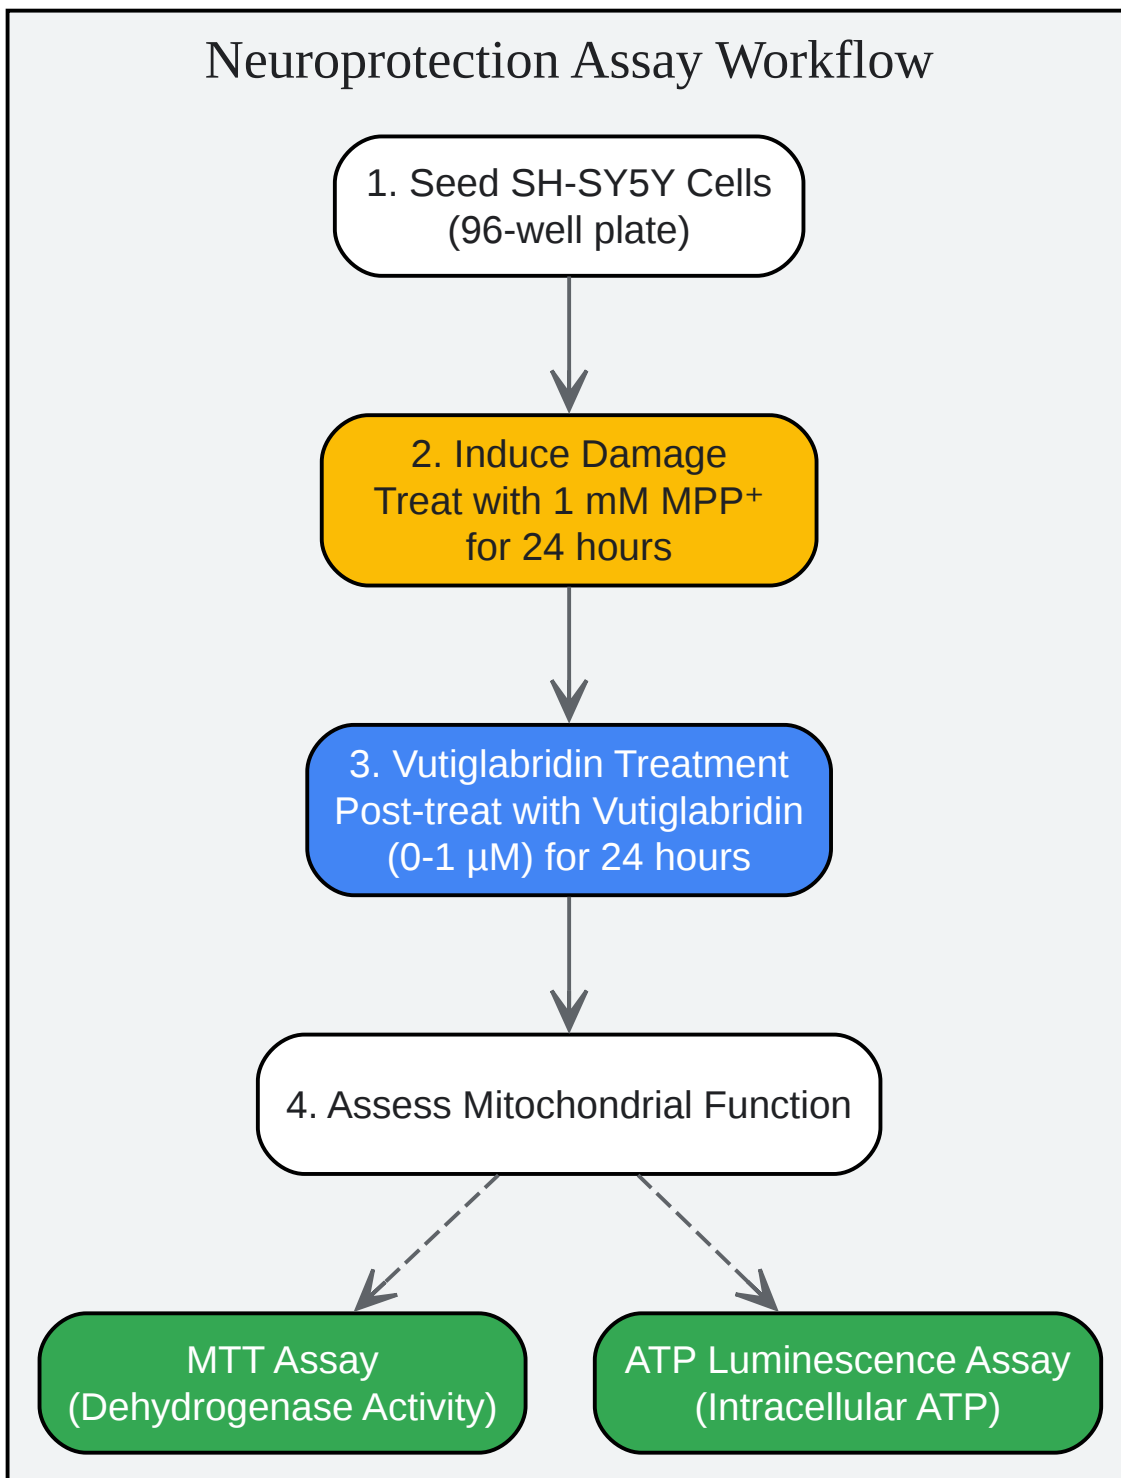 Neuroprotection Assay Workflow
1. Seed SH-SY5Y Cells
(96-well plate)
2. Induce Damage
Treat with 1 mM MPP⁺
for 24 hours
3. Vutiglabridin Treatment
Post-treat with Vutiglabridin
(0-1 µM) for 24 hours
4. Assess Mitochondrial Function
MTT Assay
(Dehydrogenase Activity)
ATP Luminescence Assay
(Intracellular ATP)